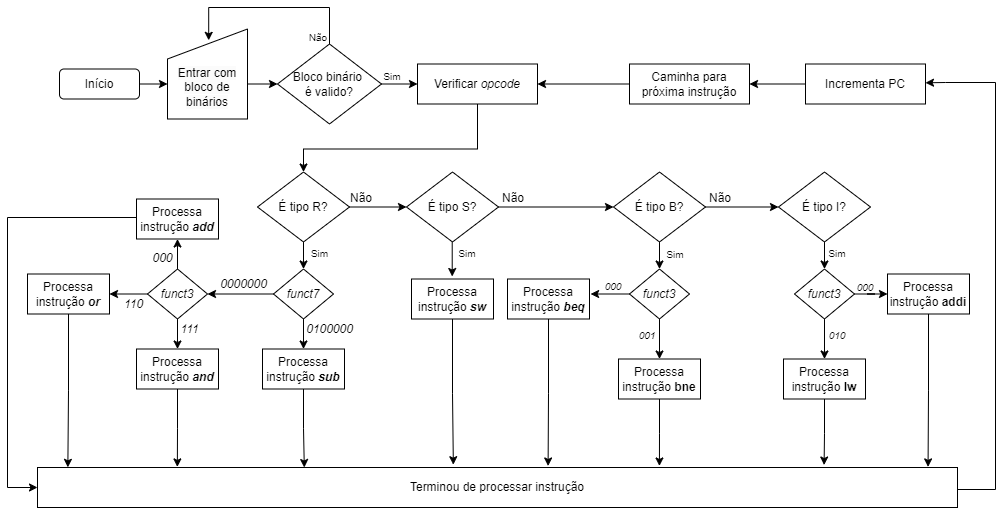 Não
Início
Entrar com
bloco de
binários
Bloco binário
é valido?
Sim
Verificar opcode
Caminha para
próxima instrução
Incrementa PC
É tipo R?
Não
É tipo S?
Não
É tipo B?
Não
É tipo I?
Sim
Sim
Sim
Sim
Processa
instrução add
000
Processa
instrução or
110
funct3
0000000
funct7
111
0100000
Processa
instrução and
Processa
instrução sub
Processa
instrução sw
Processa
instrução beq
000
funct3
001
Processa
instrução bne
funct3
000
Processa
instrução addi
010
Processa
instrução lw
Terminou de processar instrução